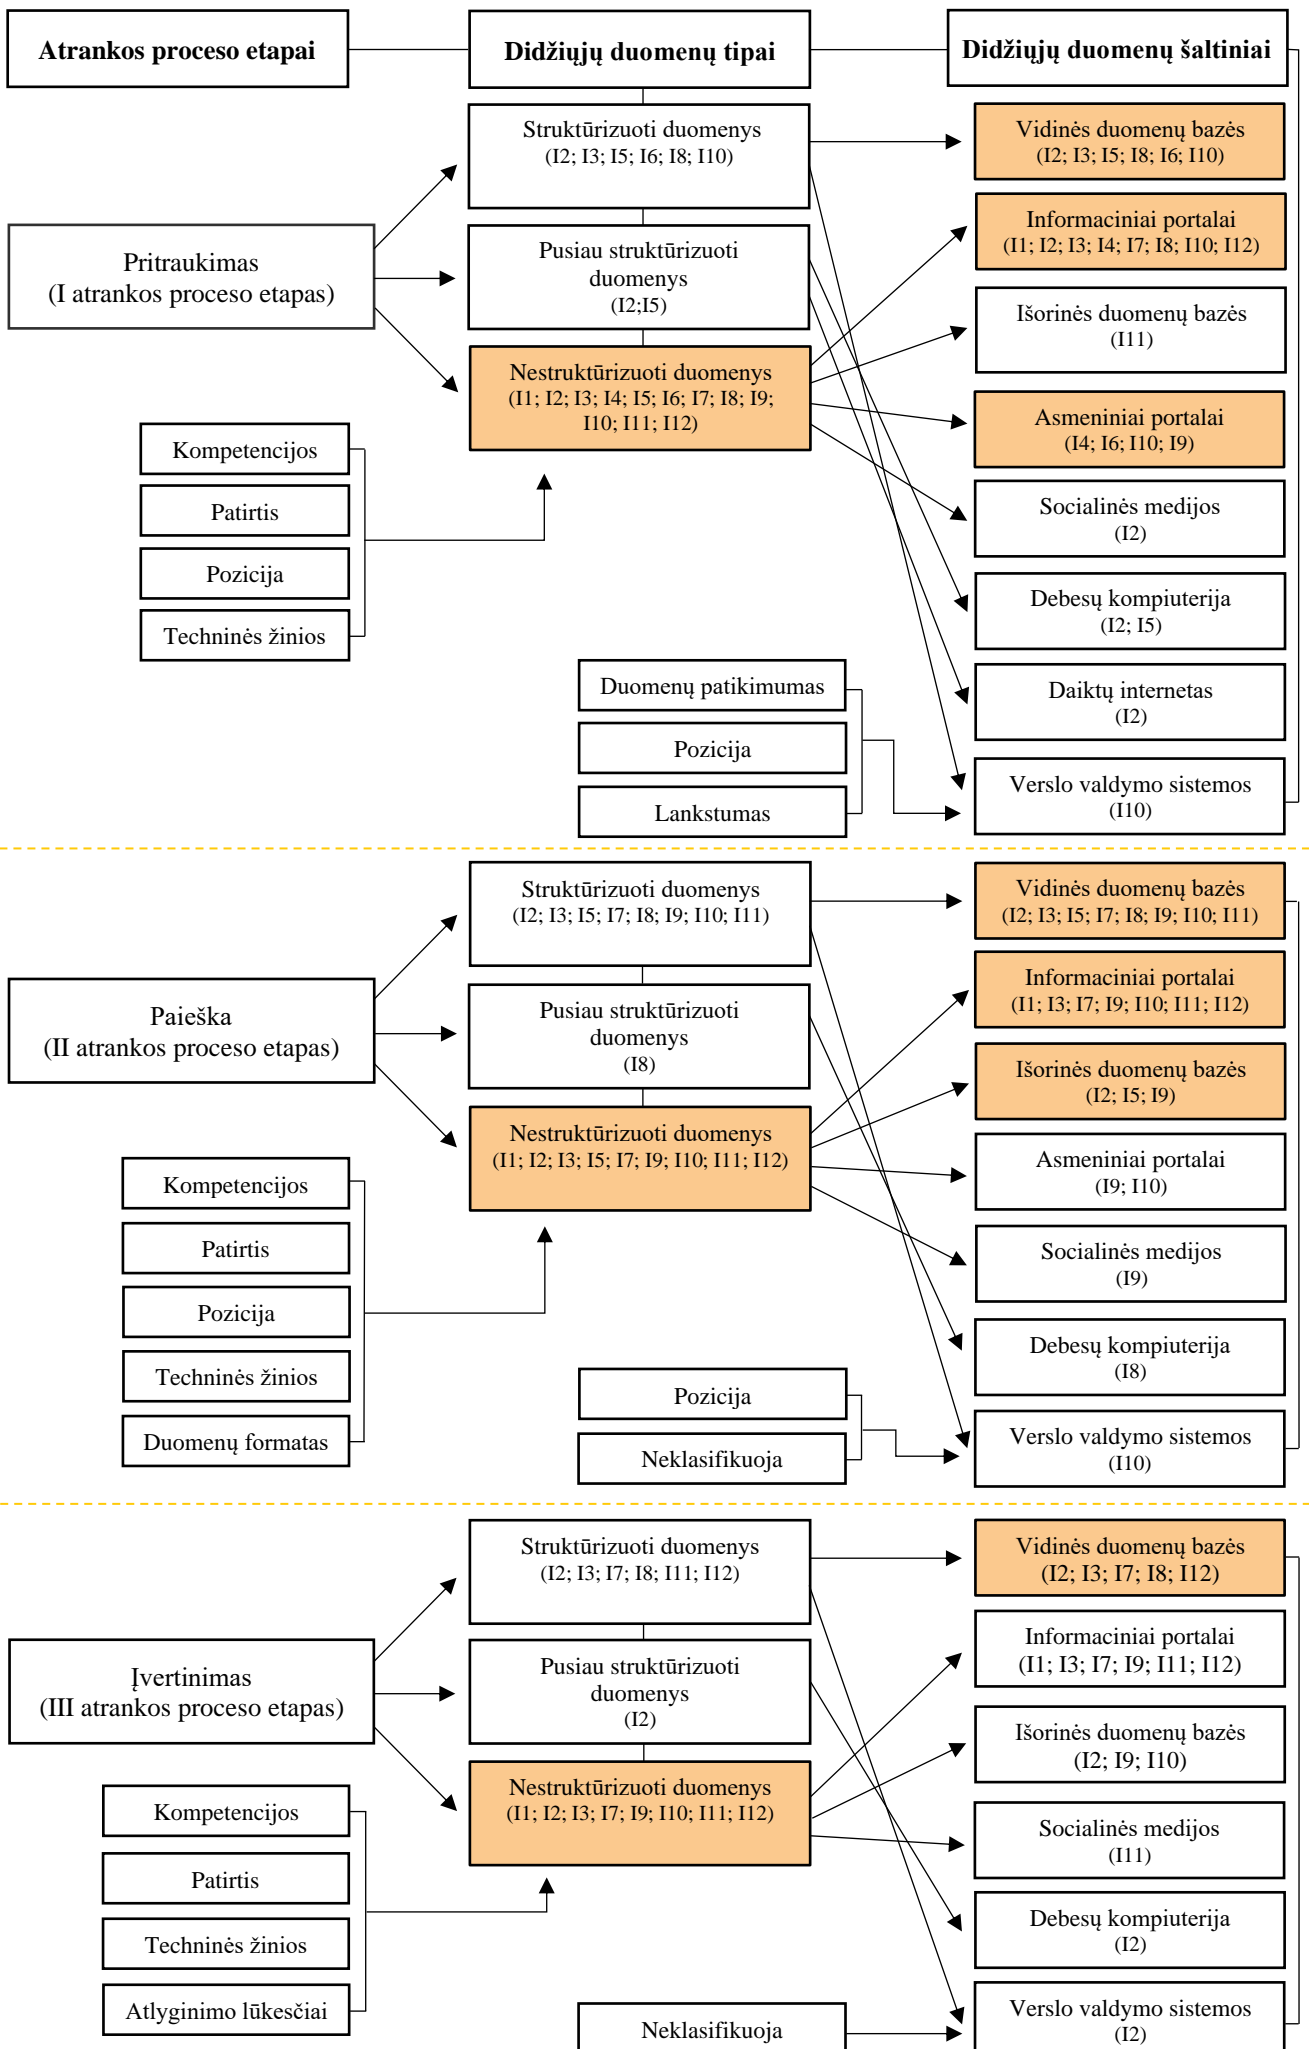 Atrankos proceso etapai
Didžiųjų duomenų tipai
Didžiųjų duomenų šaltiniai
Pritraukimas
(I atrankos proceso etapas)
Struktūrizuoti duomenys
(I2; I3; I5; I6; I8; I10)
Pusiau struktūrizuoti
duomenys
(I2;I5)
Nestruktūrizuoti duomenys
(I1; I2; I3; I4; I5; I6; I7; I8; I9;
I10; I11; I12)
Kompetencijos
Patirtis
Pozicija
Techninės žinios
Duomenų patikimumas
Pozicija
Lankstumas
Vidinės duomenų bazės
(I2; I3; I5; I8; I6; I10)
Informaciniai portalai
(I1; I2; I3; I4; I7; I8; I10; I12)
Išorinės duomenų bazės
(I11)
Asmeniniai portalai
(I4; I6; I10; I9)
Socialinės medijos
(I2)
Debesų kompiuterija
(I2; I5)
Daiktų internetas
(I2)
Verslo valdymo sistemos
(I10)
Paieška
(II atrankos proceso etapas)
Struktūrizuoti duomenys
(I2; I3; I5; I7; I8; I9; I10; I11)
Pusiau struktūrizuoti
duomenys
(I8)
Nestruktūrizuoti duomenys
(I1; I2; I3; I5; I7; I9; I10; I11; I12)
Kompetencijos
Patirtis
Pozicija
Techninės žinios
Duomenų formatas
Pozicija
Neklasifikuoja
Vidinės duomenų bazės
(I2; I3; I5; I7; I8; I9; I10; I11)
Informaciniai portalai
(I1; I3; I7; I9; I10; I11; I12)
Išorinės duomenų bazės
(I2; I5; I9)
Asmeniniai portalai
(I9; I10)
Socialinės medijos
(I9)
Debesų kompiuterija
(I8)
Verslo valdymo sistemos
(I10)
Įvertinimas
(III atrankos proceso etapas)
Struktūrizuoti duomenys
(I2; I3; I7; I8; I11; I12)
Pusiau struktūrizuoti
duomenys
(I2)
Nestruktūrizuoti duomenys
(I1; I2; I3; I7; I9; I10; I11; I12)
Kompetencijos
Patirtis
Techninės žinios
Atlyginimo lūkesčiai
Neklasifikuoja
Vidinės duomenų bazės
(I2; I3; I7; I8; I12)
Informaciniai portalai
(I1; I3; I7; I9; I11; I12)
Išorinės duomenų bazės
(I2; I9; I10)
Socialinės medijos
(I11)
Debesų kompiuterija
(I2)
Verslo valdymo sistemos
(I2)